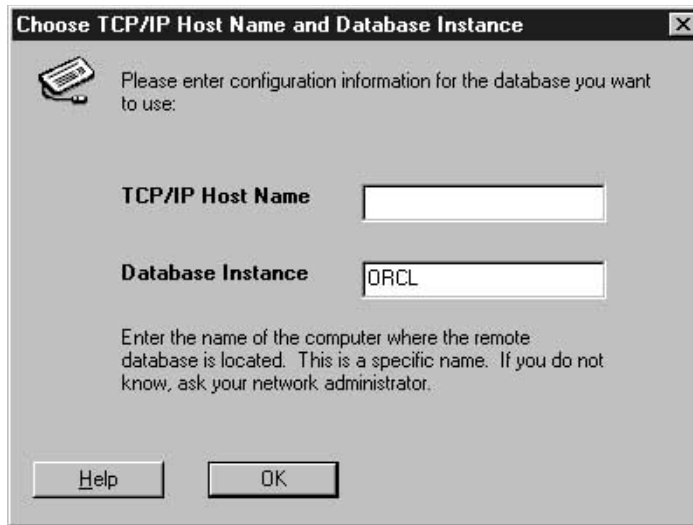 Choose TCP/IP Host Name and Database Instance
Please enter configuration information for the database you want
to use:
TCP/IP Host Name
Database Instance ORCL
Enter the name of the computer where the remote
database is located. This is a specific name. If you do not
know, ask your network administrator.
Help OK